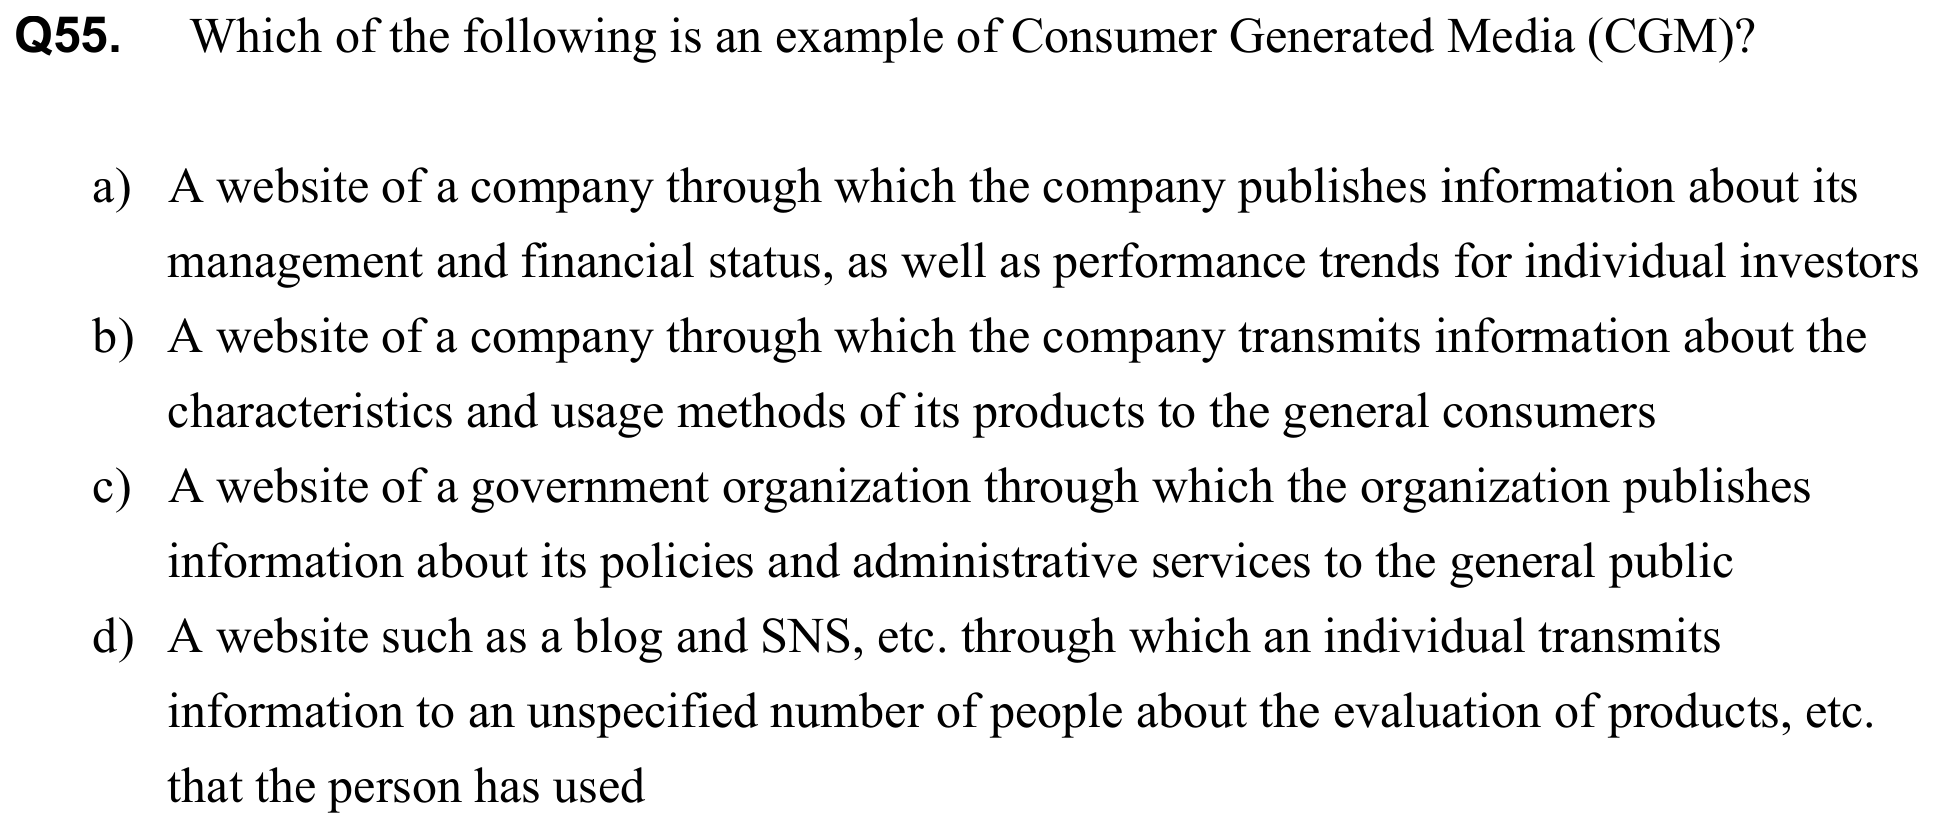 Q55. Which of the following is an example of Consumer Generated Media (CGM)?
a) A website of a company through which the company publishes information about its
management and financial status, as well as performance trends for individual investors
b) A website of a company through which the company transmits information about the
characteristics and usage methods of its products to the general consumers
c) A website of a government organization through which the organization publishes
information about its policies and administrative services to the general public
d) A website such as a blog and SNS, etc. through which an individual transmits
information to an unspecified number of people about the evaluation of products, etc.
that the person has used